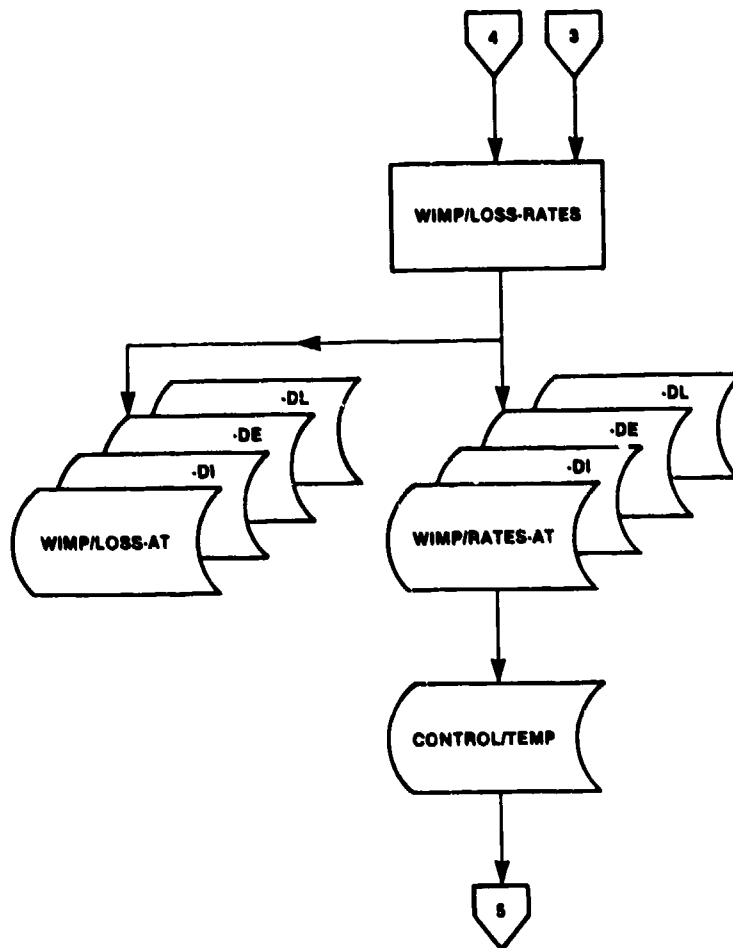 4 3
WIMP/LOSS-RATES
-DL
-DE
-DI
WIMP/LOSS-AT
-DL
-DE
-DI
WIMP/RATES-AT
CONTROL/TEMP
5